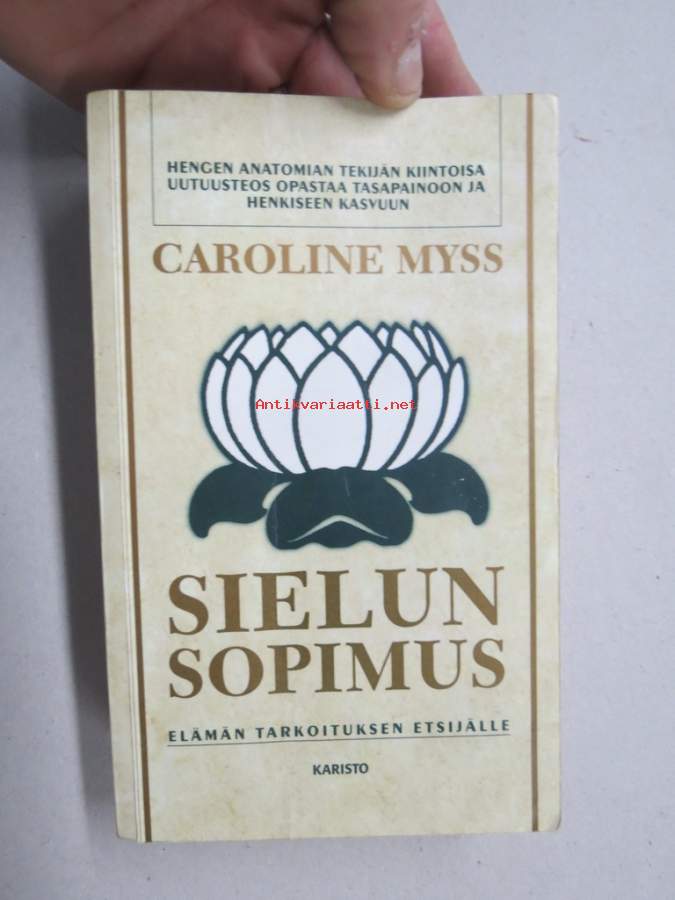 HENGEN ANATOMIAN TEKIJÄN KIINTOISA
UUTUUSTEOS OPASTAA TASAPAINOON JA
HENKISEEN KASVUUN
CAROLINE MYSS
Antikvariaatti.net
SIELUN
SOPIMUS
ELÄMÄN TARKOITUKSEN ETSIJÄLLE
KARISTO